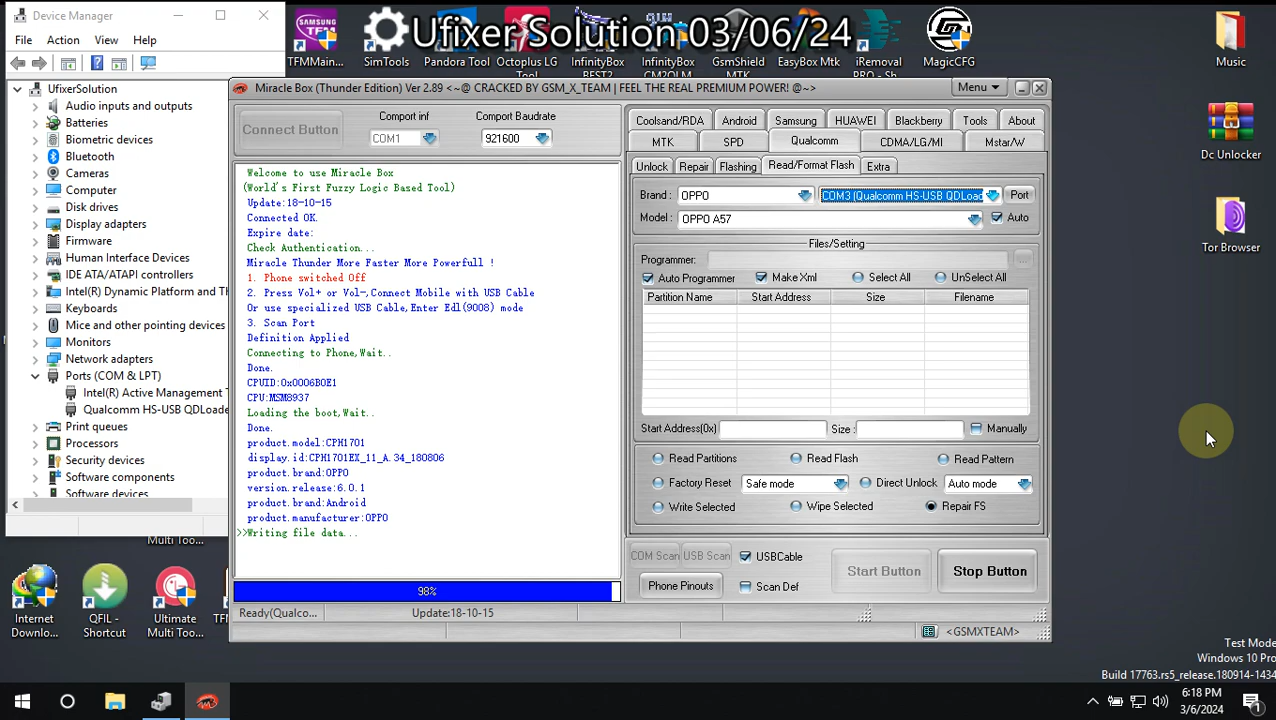 Device Manager
File Action View Help
UfixerSolution
Audio inputs and outputs
Batteries
Biometric devices
Bluetooth
Cameras
Computer
Disk drives
Display adapters
Firmware
Human Interface Devices
IDE ATA/ATAPI controllers
Intel(R) Dynamic Platform and Th
Keyboards
Mice and other pointing devices
Monitors
Network adapters
Ports (COM & LPT)
Intel(R) Active Management T
Qualcomm HS-USB QDLoade
Print queues
Processors
Security devices
Software components
Software devices
Ufixer Solution 03/06/24
TFMMain...
SimTools
Pandora Tool
Octoplus LG
InfinityBox
BEST2
InfinityBox
CM2QLM
GsmShield
MTK
EasyBox Mtk
iRemoval
PRO - Sh...
MagicCFG
Music
Dc Unlocker
Tor Browser
Miracle Box (Thunder Edition) Ver 2.89 <~@ CRACKED BY GSM_X_TEAM | FEEL THE REAL PREMIUM POWER! @~>
Menu
Connect Button
Comport inf
COM1
Comport Baudrate
921600
Welcome to use Miracle Box
(World's First Fuzzy Logic Based Tool)
Update:18-10-15
Connected OK.
Expire date:
Check Authentication...
Miracle Thunder More Faster More Powerfull !
1. Phone switched Off
2. Press Vol+ or Vol-,Connect Mobile with USB Cable
Or use specialized USB Cable,Enter Edl(9008) mode
3. Scan Port
Definition Applied
Connecting to Phone,Wait..
Done.
CPUID:0x0006B0E1
CPU:MSM8937
Loading the boot,Wait..
Done.
product.model:CPH1701
display.id:CPH1701EX_11_A.34_180806
product.brand:OPPO
version.release:6.0.1
product.brand:Android
product.manufacturer:OPPO
>>Writing file data...
98%
Ready(Qualco...
Update:18-10-15
Coolsand/RDA Android Samsung HUAWEI Blackberry Tools About
MTK SPD Qualcomm CDMA/LG/MI Mstar/W
Unlock Repair Flashing Read/Format Flash Extra
Brand : OPPO COM3 (Qualcomm HS-USB QDLoad Port
Model : OPPO A57 Auto
Files/Setting
Programmer: ...
Auto Programmer Make Xml Select All UnSelect All
Partition Name Start Address Size Filename
Start Address(0x) Size : Manually
Read Partitions Read Flash Read Pattern
Factory Reset Safe mode Direct Unlock Auto mode
Write Selected Wipe Selected Repair FS
COM Scan USB Scan USBCable
Phone Pinouts Scan Def
Start Button
Stop Button
<GSMXTEAM>
Multi Too...
Internet
Downlo...
QFIL -
Shortcut
Ultimate
Multi Tool...
Test Mode
Windows 10 Pro
Build 17763.rs5_release.180914-1434
6:18 PM
3/6/2024
1